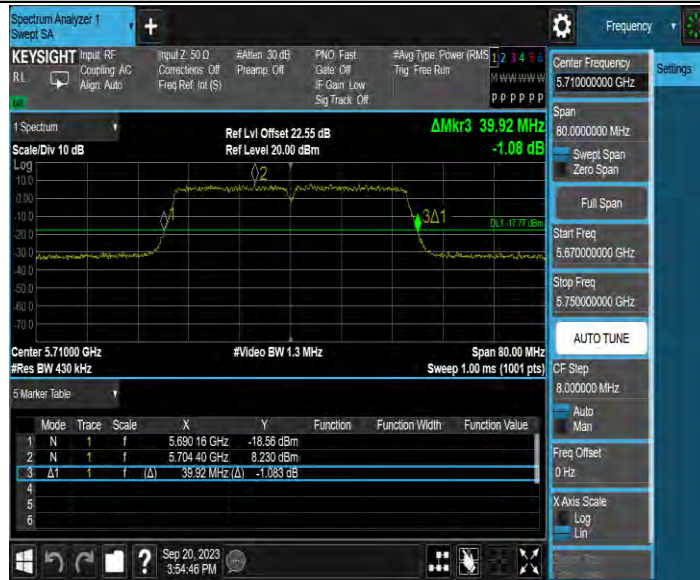 Spectrum Analyzer 1
Swept SA
+
Frequency
KEYSIGHT Input: RF Input Z: 50 Ω #Atten: 30 dB PNO: Fast #Avg Type: Power (RMS 1 2 3 4 5 6
RL Coupling: AC Corrections: Off Preamp: Off Gate: Off Trig: Free Run M W W W W W
Align: Auto Freq Ref: Int (S) IF Gain: Low
Sig Track: Off P P P P P P
1 Spectrum
Scale/Div 10 dB
Ref Lvl Offset 22.55 dB
Ref Level 20.00 dBm
ΔMkr3 39.92 MHz
-1.08 dB
Log
10.0
0.00
-10.0
-20.0
-30.0
-40.0
-50.0
-60.0
-70.0
2
1
3Δ1
DL1 -17.77 dBm
Center 5.71000 GHz #Video BW 1.3 MHz Span 80.00 MHz
#Res BW 430 kHz Sweep 1.00 ms (1001 pts)
5 Marker Table
Mode Trace Scale X Y Function Function Width Function Value
1 N 1 f 5.690 16 GHz -18.56 dBm
2 N 1 f 5.704 40 GHz 8.230 dBm
3 Δ1 1 f (Δ) 39.92 MHz (Δ) -1.083 dB
4
5
6
?
Sep 20, 2023
3:54:46 PM
Center Frequency
5.710000000 GHz
Settings
Span
80.0000000 MHz
Swept Span
Zero Span
Full Span
Start Freq
5.670000000 GHz
Stop Freq
5.750000000 GHz
AUTO TUNE
CF Step
8.000000 MHz
Auto
Man
Freq Offset
0 Hz
X Axis Scale
Log
Lin